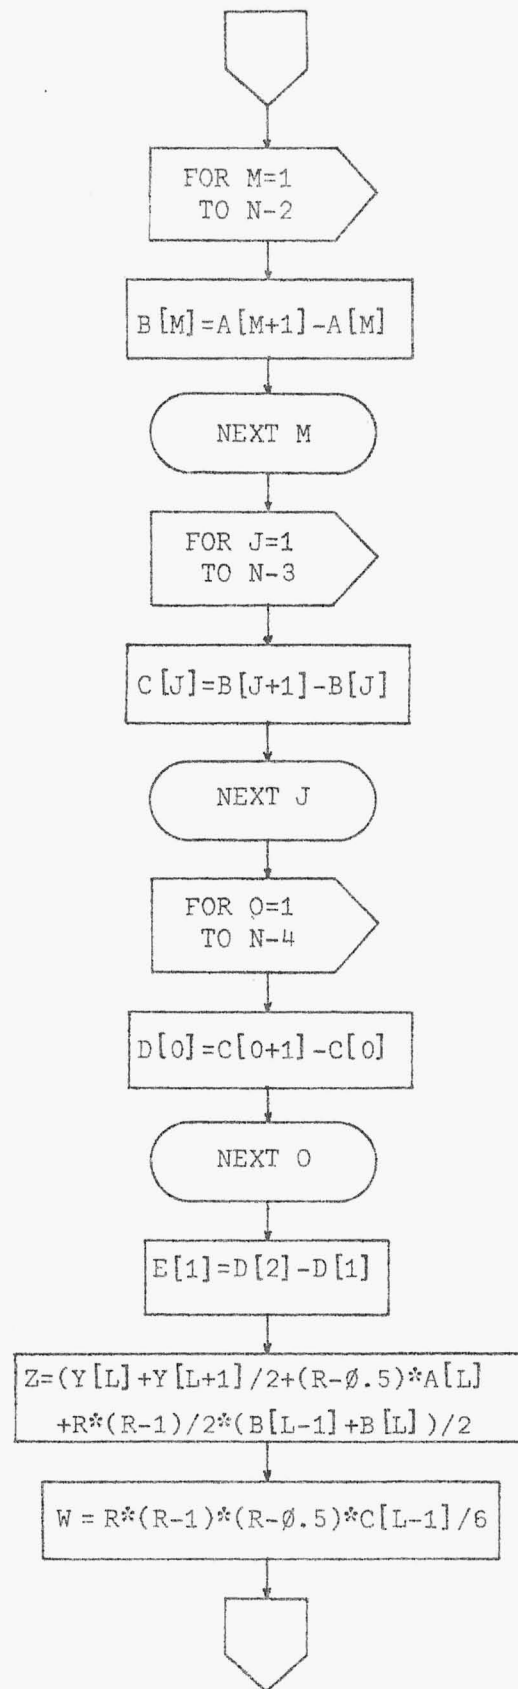 FOR M=1
TO N-2
B[M]=A[M+1]-A[M]
NEXT M
FOR J=1
TO N-3
C[J]=B[J+1]-B[J]
NEXT J
FOR O=1
TO N-4
D[O]=C[O+1]-C[O]
NEXT O
E[1]=D[2]-D[1]
Z=(Y[L]+Y[L+1]/2+(R-Ø.5)*A[L]
+R*(R-1)/2*(B[L-1]+B[L])/2
W = R*(R-1)*(R-Ø.5)*C[L-1]/6